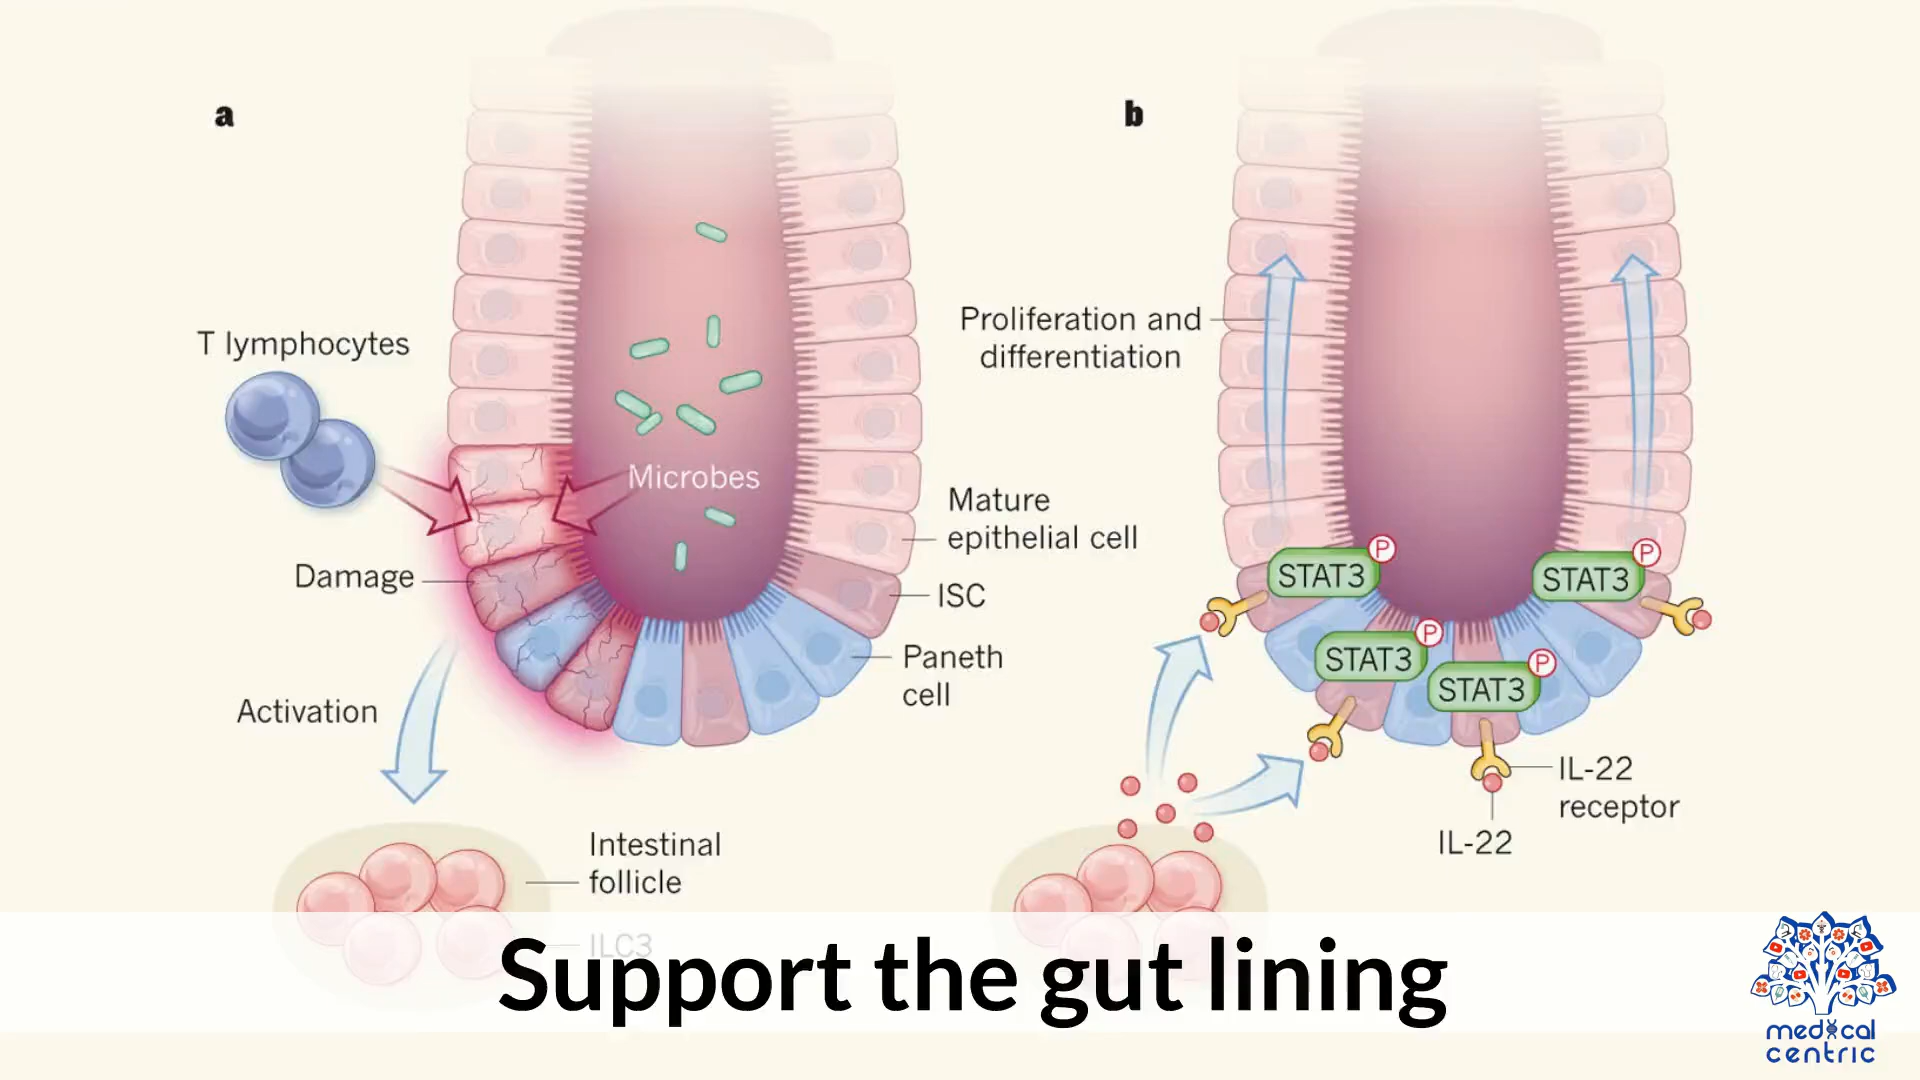 a
T lymphocytes
Microbes
Damage
Mature
epithelial cell
ISC
Paneth
cell
Activation
Intestinal
follicle
ILC3
b
Proliferation and
differentiation
STAT3
P
STAT3
P
STAT3
P
STAT3
P
IL-22
receptor
IL-22
Support the gut lining
medical
centric